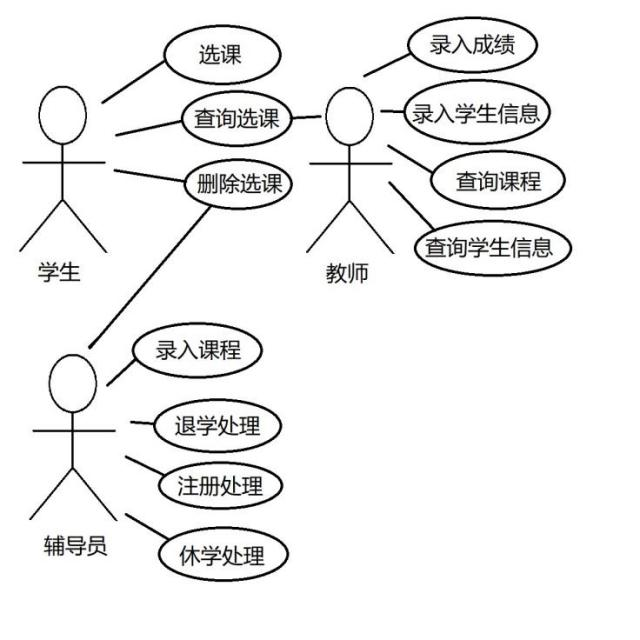 选课
查询选课
删除选课
学生
录入成绩
录入学生信息
查询课程
查询学生信息
教师
录入课程
退学处理
注册处理
休学处理
辅导员